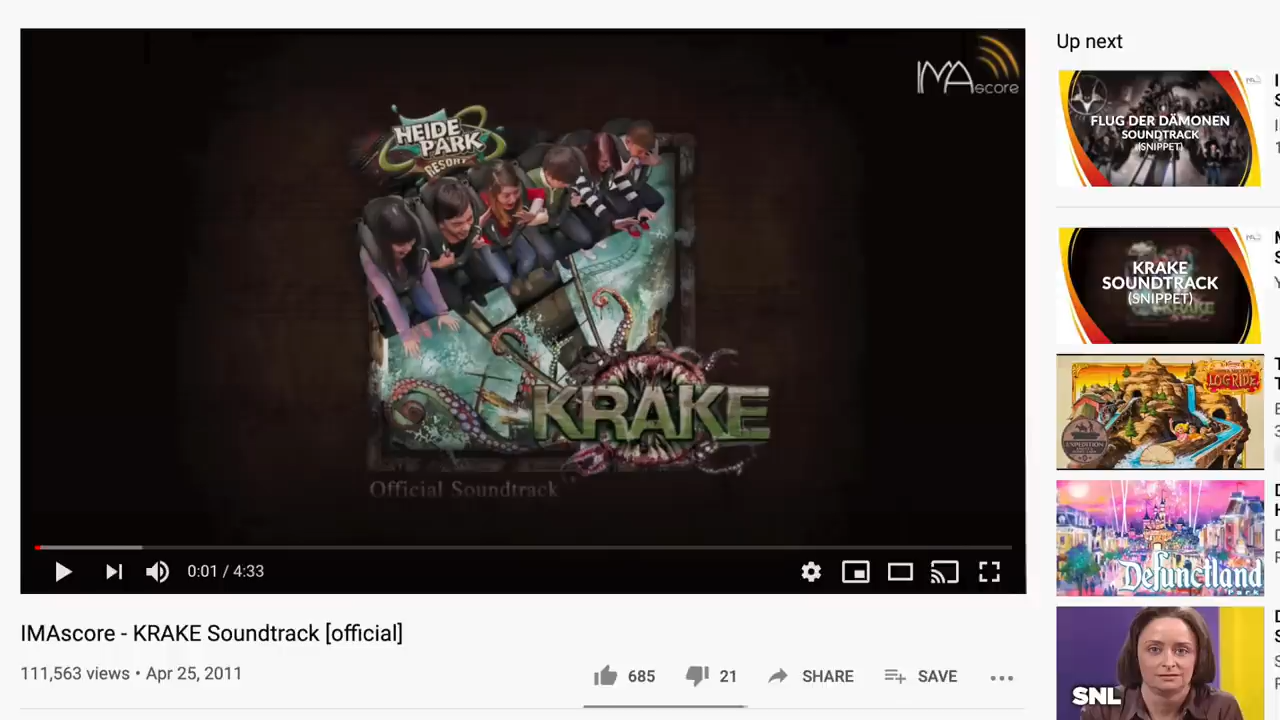 IMAscore
HEIDE
PARK
RESORT
KRAKE
Official Soundtrack
0:01 / 4:33
IMAscore - KRAKE Soundtrack [official]
111,563 views • Apr 25, 2011
685
21
SHARE
SAVE
Up next
FLUG DER DÄMONEN
SOUNDTRACK
(SNIPPET)
KRAKE
SOUNDTRACK
(SNIPPET)
LOG RIDE
EXPEDITION
Defunctland
SNL